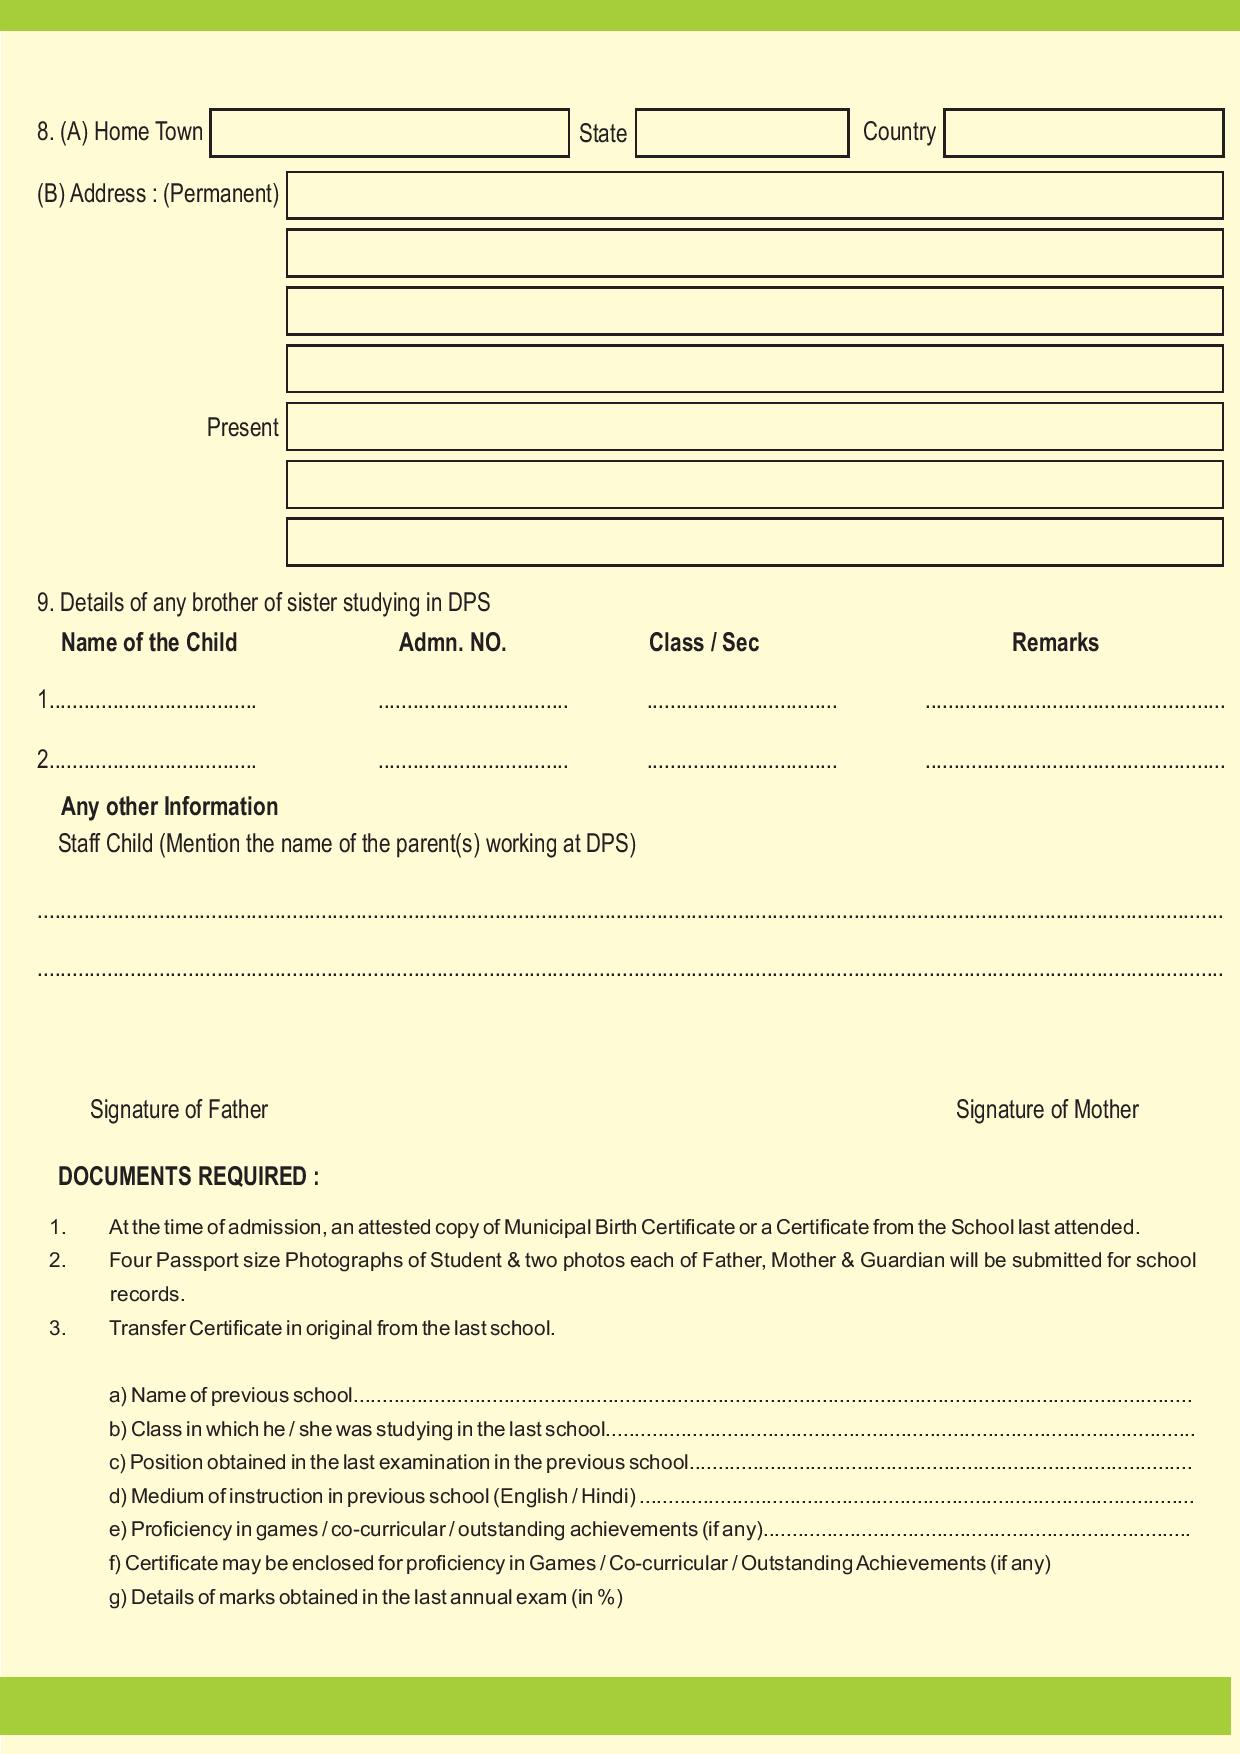 8. (A) Home Town State Country
(B) Address : (Permanent)
Present
9. Details of any brother of sister studying in DPS
Name of the Child Admn. NO. Class / Sec Remarks
1.................................... ................................. ................................. ....................................................
2.................................... ................................. ................................. ....................................................
Any other Information
Staff Child (Mention the name of the parent(s) working at DPS)
................................................................................................................................................................................................................
................................................................................................................................................................................................................
Signature of Father Signature of Mother
DOCUMENTS REQUIRED :
1. At the time of admission, an attested copy of Municipal Birth Certificate or a Certificate from the School last attended.
2. Four Passport size Photographs of Student & two photos each of Father, Mother & Guardian will be submitted for school
records.
3. Transfer Certificate in original from the last school.
a) Name of previous school...................................................................................................................................................
b) Class in which he / she was studying in the last school.......................................................................................................
c) Position obtained in the last examination in the previous school........................................................................................
d) Medium of instruction in previous school (English / Hindi) .................................................................................................
e) Proficiency in games / co-curricular / outstanding achievements (if any)...........................................................................
f) Certificate may be enclosed for proficiency in Games / Co-curricular / Outstanding Achievements (if any)
g) Details of marks obtained in the last annual exam (in %)